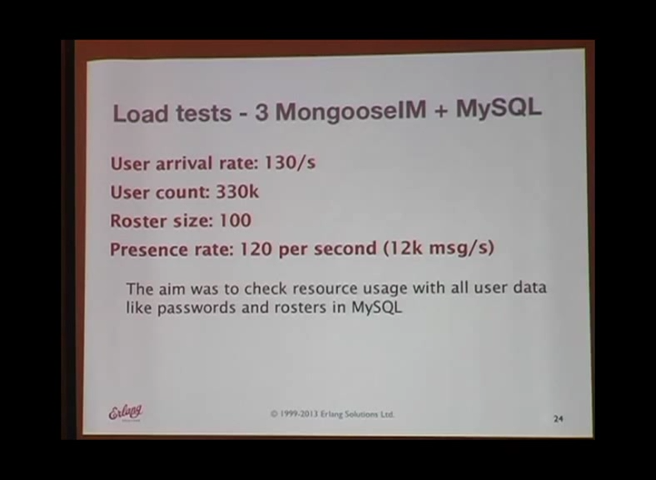 Load tests - 3 MongooseIM + MySQL
User arrival rate: 130/s
User count: 330k
Roster size: 100
Presence rate: 120 per second (12k msg/s)
The aim was to check resource usage with all user data
like passwords and rosters in MySQL
Erlang
© 1999-2013 Erlang Solutions Ltd.
24